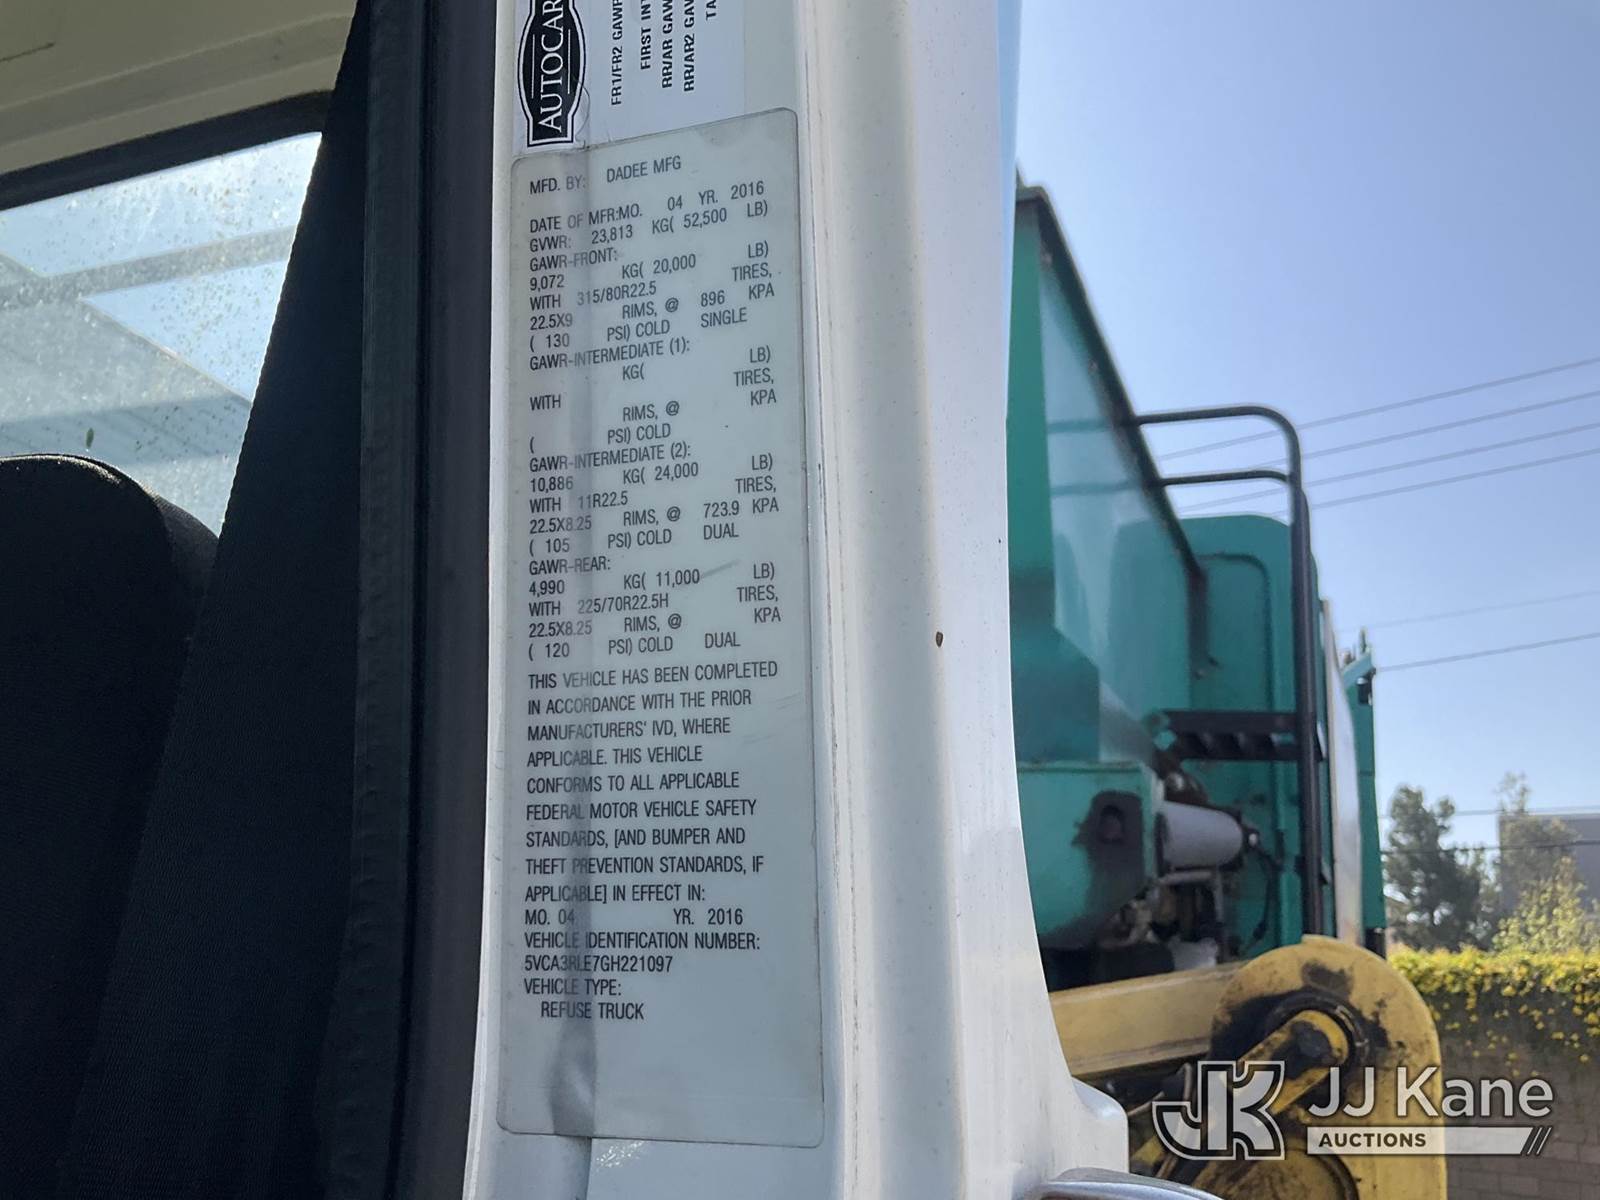 AUTOCAR
FR1/FR2 GAWR
FIRST INT
RR/AR GAW
RR/AR2 GAW
TA
MFD. BY: DADEE MFG
DATE OF MFR:MO. 04 YR. 2016
GVWR: 23,813 KG( 52,500 LB)
GAWR-FRONT:
9,072 KG( 20,000 LB)
WITH 315/80R22.5 TIRES,
22.5X9 RIMS, @ 896 KPA
( 130 PSI) COLD SINGLE
GAWR-INTERMEDIATE (1):
KG( LB)
WITH TIRES,
RIMS, @ KPA
( PSI) COLD
GAWR-INTERMEDIATE (2):
10,886 KG( 24,000 LB)
WITH 11R22.5 TIRES,
22.5X8.25 RIMS, @ 723.9 KPA
( 105 PSI) COLD DUAL
GAWR-REAR:
4,990 KG( 11,000 LB)
WITH 225/70R22.5H TIRES,
22.5X8.25 RIMS, @ KPA
( 120 PSI) COLD DUAL
THIS VEHICLE HAS BEEN COMPLETED
IN ACCORDANCE WITH THE PRIOR
MANUFACTURERS' IVD, WHERE
APPLICABLE. THIS VEHICLE
CONFORMS TO ALL APPLICABLE
FEDERAL MOTOR VEHICLE SAFETY
STANDARDS, [AND BUMPER AND
THEFT PREVENTION STANDARDS, IF
APPLICABLE] IN EFFECT IN:
MO. 04 YR. 2016
VEHICLE IDENTIFICATION NUMBER:
5VCA3RLE7GH221097
VEHICLE TYPE:
REFUSE TRUCK
JK JJ Kane
AUCTIONS